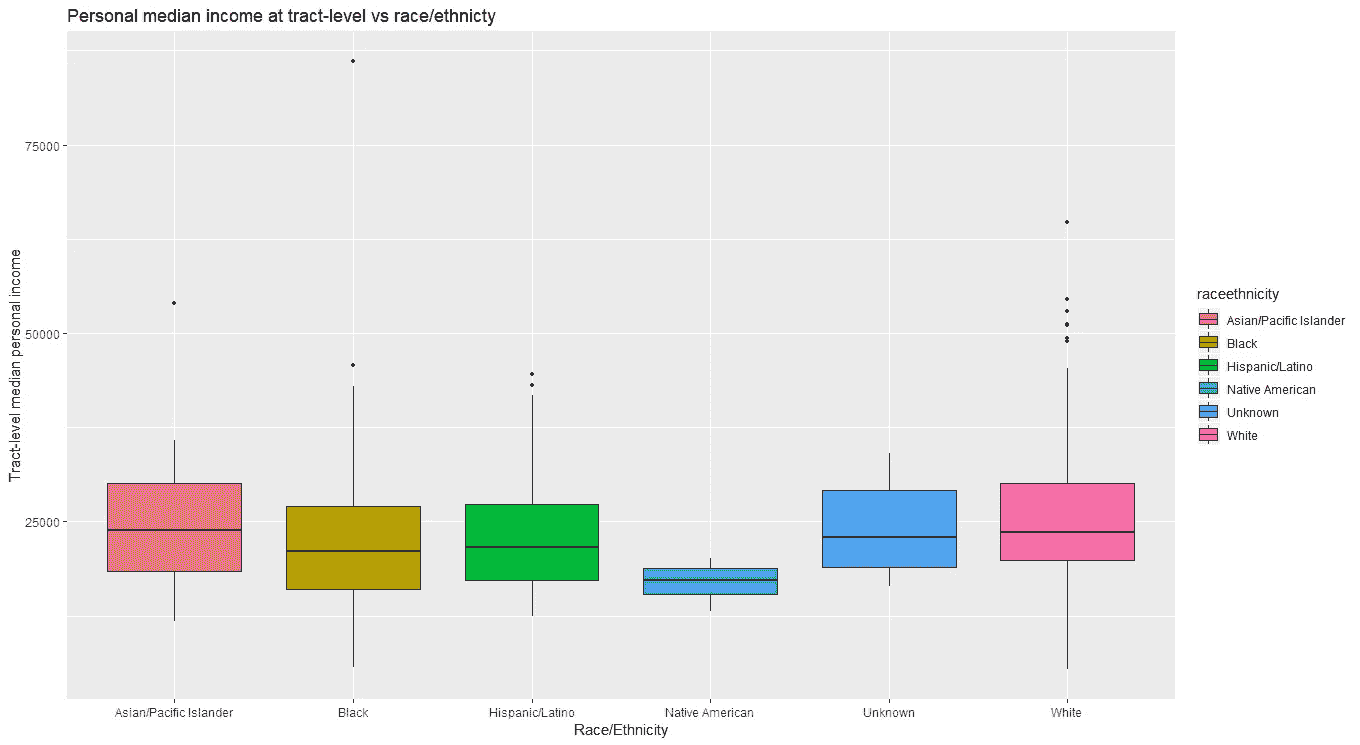 Personal median income at tract-level vs race/ethnicty
Tract-level median personal income
75000
50000
25000
Asian/Pacific Islander
Black
Hispanic/Latino
Native American
Unknown
White
Race/Ethnicity
raceethnicity
Asian/Pacific Islander
Black
Hispanic/Latino
Native American
Unknown
White